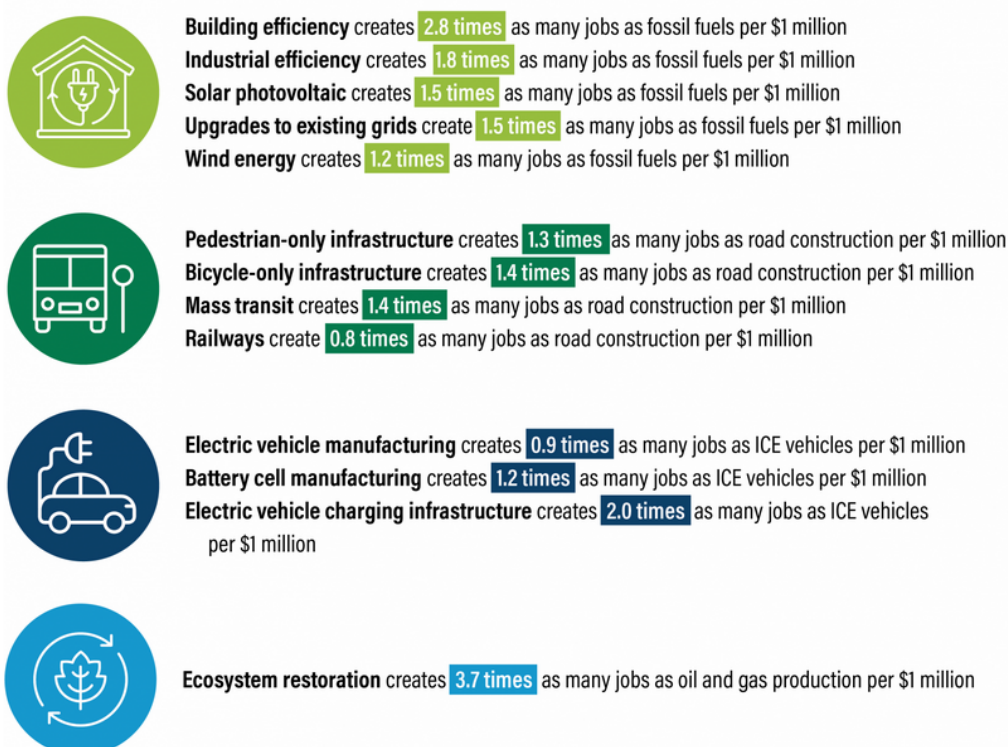 Building efficiency creates 2.8 times as many jobs as fossil fuels per $1 million
Industrial efficiency creates 1.8 times as many jobs as fossil fuels per $1 million
Solar photovoltaic creates 1.5 times as many jobs as fossil fuels per $1 million
Upgrades to existing grids create 1.5 times as many jobs as fossil fuels per $1 million
Wind energy creates 1.2 times as many jobs as fossil fuels per $1 million
Pedestrian-only infrastructure creates 1.3 times as many jobs as road construction per $1 million
Bicycle-only infrastructure creates 1.4 times as many jobs as road construction per $1 million
Mass transit creates 1.4 times as many jobs as road construction per $1 million
Railways create 0.8 times as many jobs as road construction per $1 million
Electric vehicle manufacturing creates 0.9 times as many jobs as ICE vehicles per $1 million
Battery cell manufacturing creates 1.2 times as many jobs as ICE vehicles per $1 million
Electric vehicle charging infrastructure creates 2.0 times as many jobs as ICE vehicles
per $1 million
Ecosystem restoration creates 3.7 times as many jobs as oil and gas production per $1 million